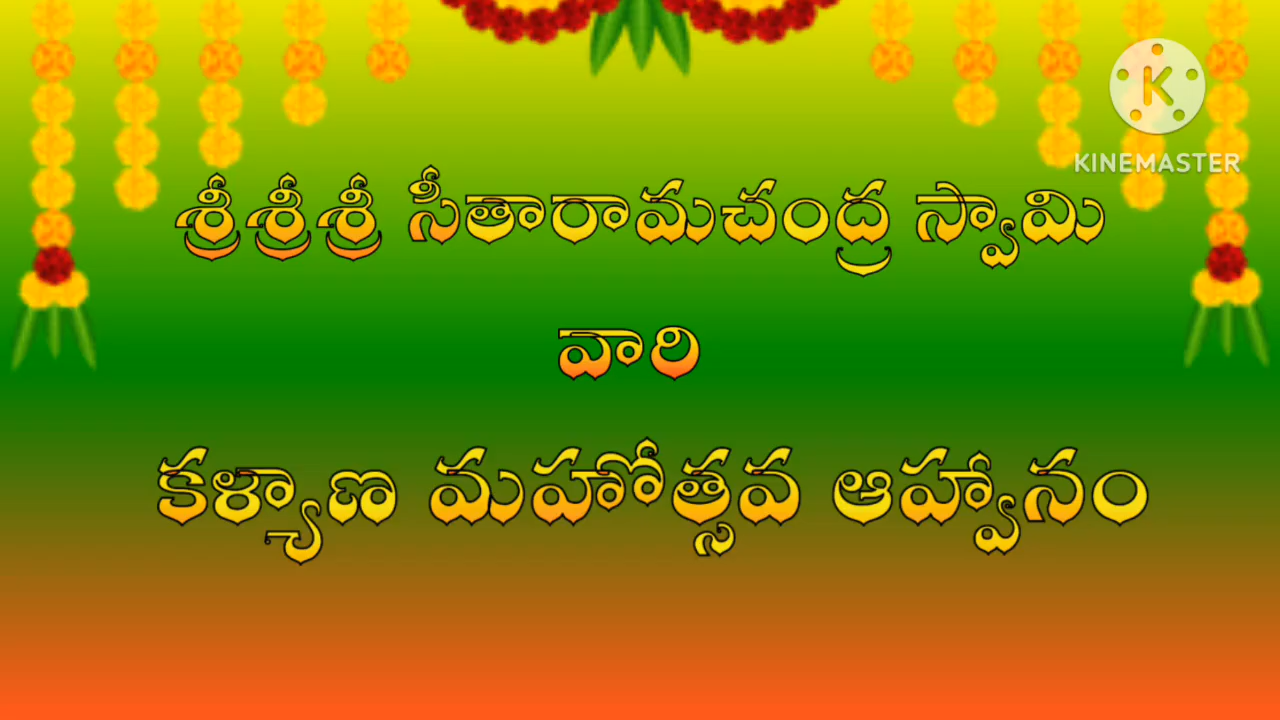 KINEMASTER
శ్రీశ్రీశ్రీ సీతారామచంద్ర స్వామి
వారి
కళ్యాణ మహోత్సవ ఆహ్వానం